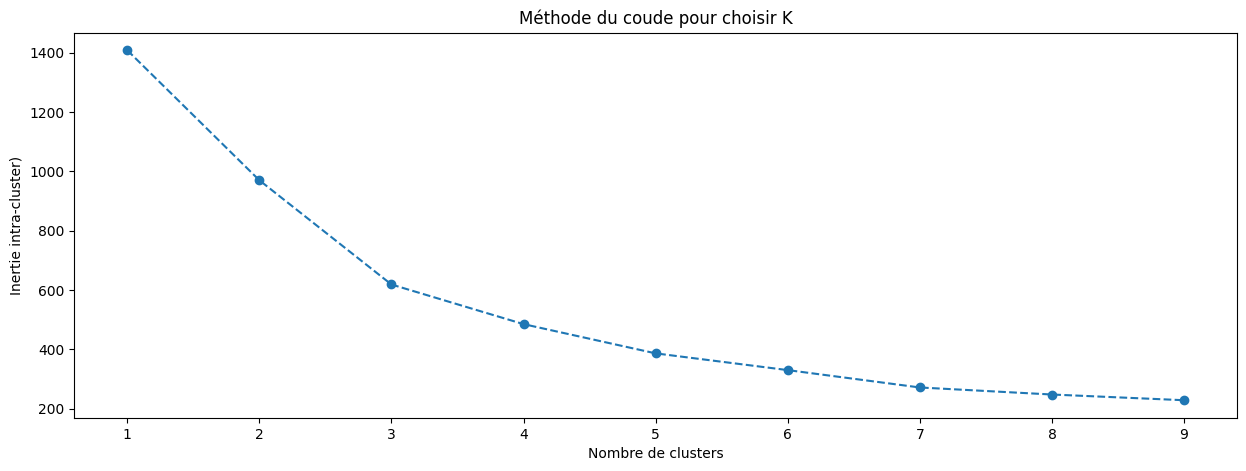 Méthode du coude pour choisir K
1400
1200
1000
800
600
400
200
Inertie intra-cluster)
1 2 3 4 5 6 7 8 9
Nombre de clusters